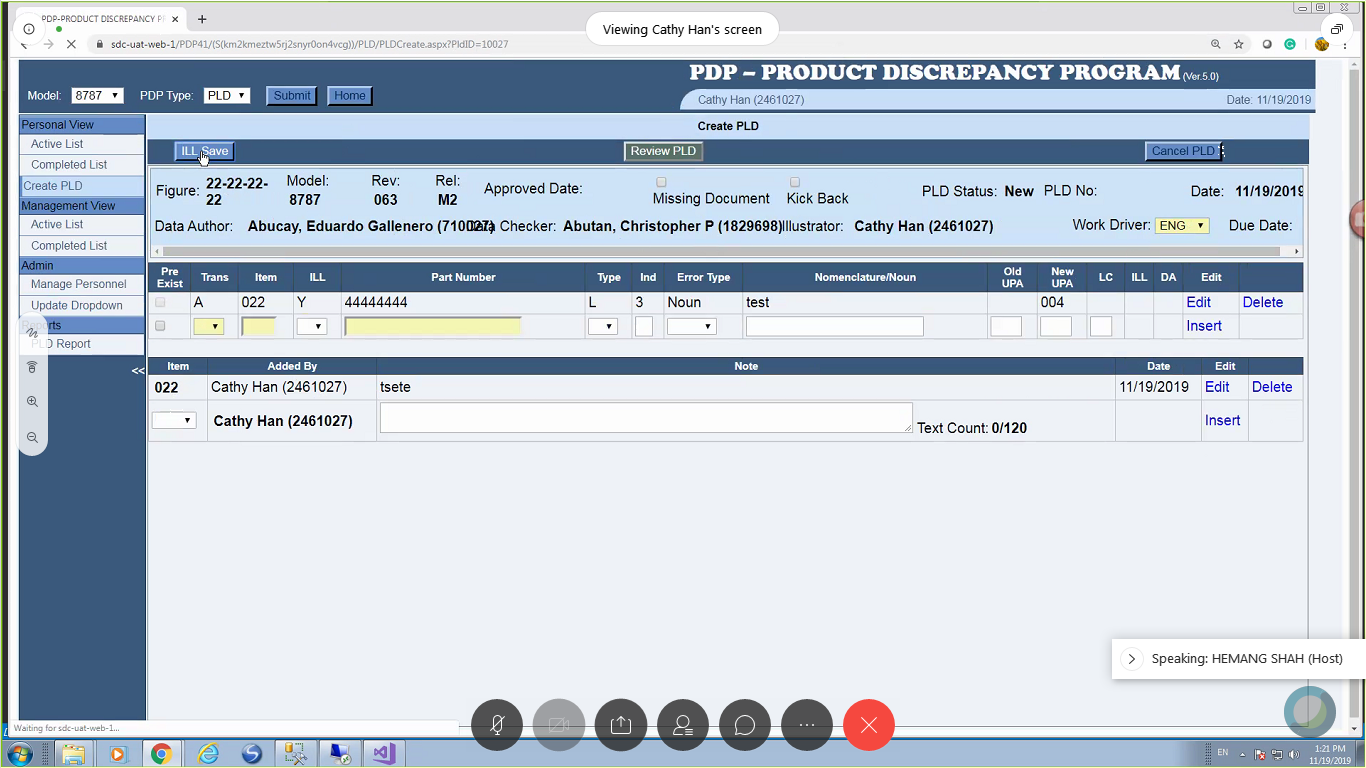 PDP-PRODUCT DISCREPANCY PR
Viewing Cathy Han's screen
sdc-uat-web-1/PDP41/(S(km2kmeztw5rj2snyr0on4vcg))/PLD/PLDCreate.aspx?PldID=10027
PDP – PRODUCT DISCREPANCY PROGRAM (Ver.5.0)
Model: 8787 PDP Type: PLD Submit Home
Cathy Han (2461027) Date: 11/19/2019
Personal View
Active List
Completed List
Create PLD
Management View
Active List
Completed List
Admin
Manage Personnel
Update Dropdown
Reports
PLD Report
<<
Create PLD
ILL Save Review PLD Cancel PLD
Figure: 22-22-22-22 Model: 8787 Rev: 063 Rel: M2 Approved Date: Missing Document Kick Back PLD Status: New PLD No: Date: 11/19/2019
Data Author: Abucay, Eduardo Gallenero (710027) Data Checker: Abutan, Christopher P (1829698) Illustrator: Cathy Han (2461027) Work Driver: ENG Due Date:
Pre Exist Trans Item ILL Part Number Type Ind Error Type Nomenclature/Noun Old UPA New UPA LC ILL DA Edit
A 022 Y 44444444 L 3 Noun test 004 Edit Delete
Insert
Item Added By Note Date Edit
022 Cathy Han (2461027) tsete 11/19/2019 Edit Delete
Cathy Han (2461027) Text Count: 0/120 Insert
Speaking: HEMANG SHAH (Host)
Waiting for sdc-uat-web-1...
EN
1:21 PM
11/19/2019